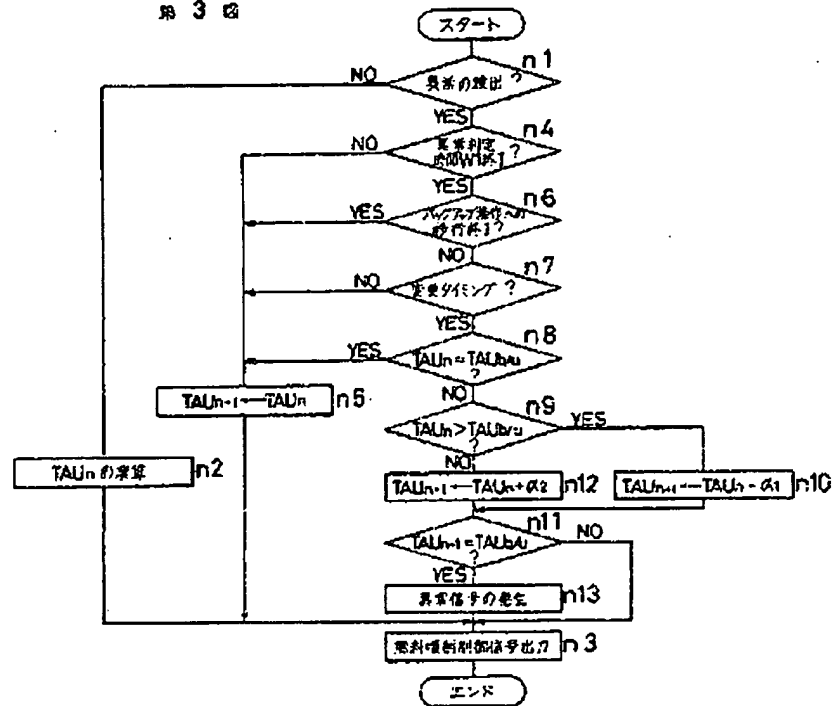 第 3 図
スタート
n1
異常の検出?
NO
YES
n4
異常判定
時間W1終了?
NO
YES
n6
バックアップ操作への
移行終了?
YES
NO
n7
変更タイミング?
NO
YES
n8
TAUn=TAUb/u
?
YES
NO
TAUn+1←TAUn n5
n9
TAUn>TAUb/u
?
YES
NO
TAUnの演算 n2
TAUn+1←TAUn+α2 n12
TAUn+1←TAUn-α1 n10
n11
TAUn+1=TAUb/u
?
NO
YES
異常信号の発生 n13
燃料噴射制御信号出力 n3
エンド